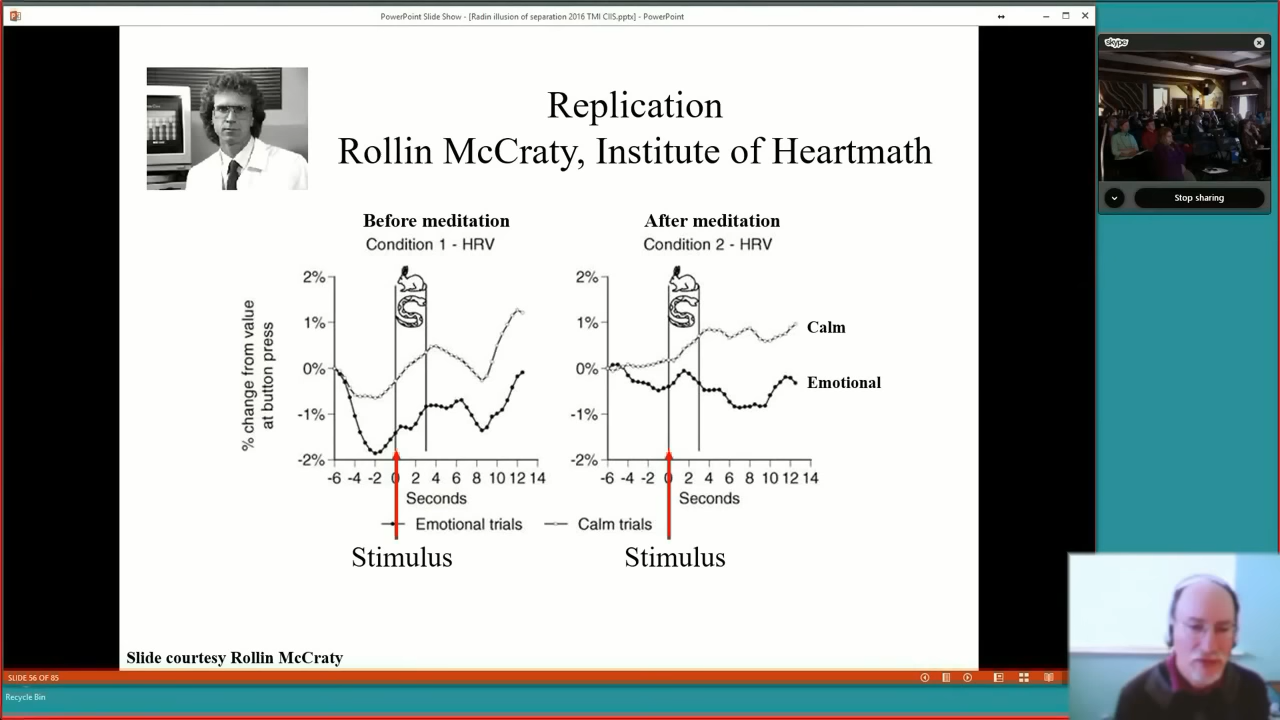 PowerPoint Slide Show - [Radin illusion of separation 2016 TMI CIIS.pptx] - PowerPoint
skype
Stop sharing
Replication
Rollin McCraty, Institute of Heartmath
Before meditation
Condition 1 - HRV
After meditation
Condition 2 - HRV
% change from value
at button press
2%
1%
0%
-1%
-2%
-6 -4 -2 0 2 4 6 8 10 12 14
Seconds
2%
1%
0%
-1%
-2%
-6 -4 -2 0 2 4 6 8 10 12 14
Seconds
Calm
Emotional
Emotional trials
Calm trials
Stimulus
Stimulus
Slide courtesy Rollin McCraty
SLIDE 56 OF 85
Recycle Bin